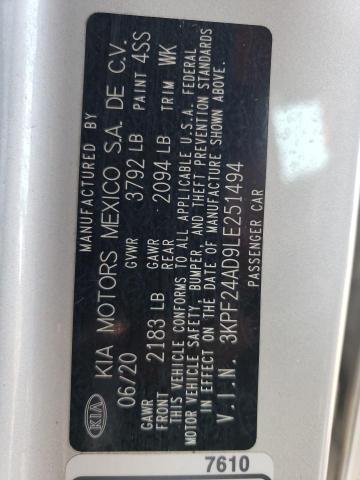 MANUFACTURED BY
KIA KIA MOTORS MEXICO S.A. DE C.V.
06/20 GVWR 3792 LB PAINT 4SS
GAWR FRONT 2183 LB GAWR REAR 2094 LB TRIM WK
THIS VEHICLE CONFORMS TO ALL APPLICABLE U.S.A. FEDERAL
MOTOR VEHICLE SAFETY, BUMPER, AND THEFT PREVENTION STANDARDS
IN EFFECT ON THE DATE OF MANUFACTURE SHOWN ABOVE.
V.I.N. 3KPF24AD9LE251494
PASSENGER CAR
7610